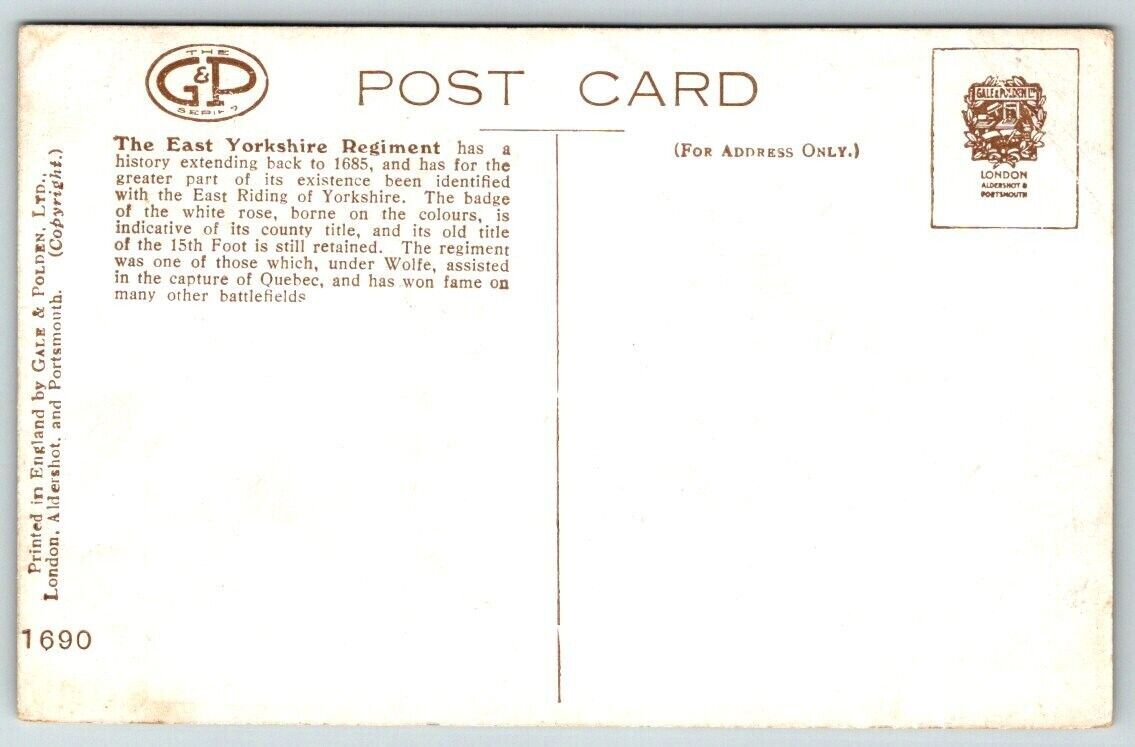 THE
G&P
SERIES
POST CARD
The East Yorkshire Regiment has a
history extending back to 1685, and has for the
greater part of its existence been identified
with the East Riding of Yorkshire. The badge
of the white rose, borne on the colours, is
indicative of its county title, and its old title
of the 15th Foot is still retained. The regiment
was one of those which, under Wolfe, assisted
in the capture of Quebec, and has won fame on
many other battlefields
(FOR ADDRESS ONLY.)
GALE & POLDEN LTD
LONDON
ALDERSHOT &
PORTSMOUTH
Printed in England by GALE & POLDEN, LTD.,
London, Aldershot, and Portsmouth. (Copyright.)
1690